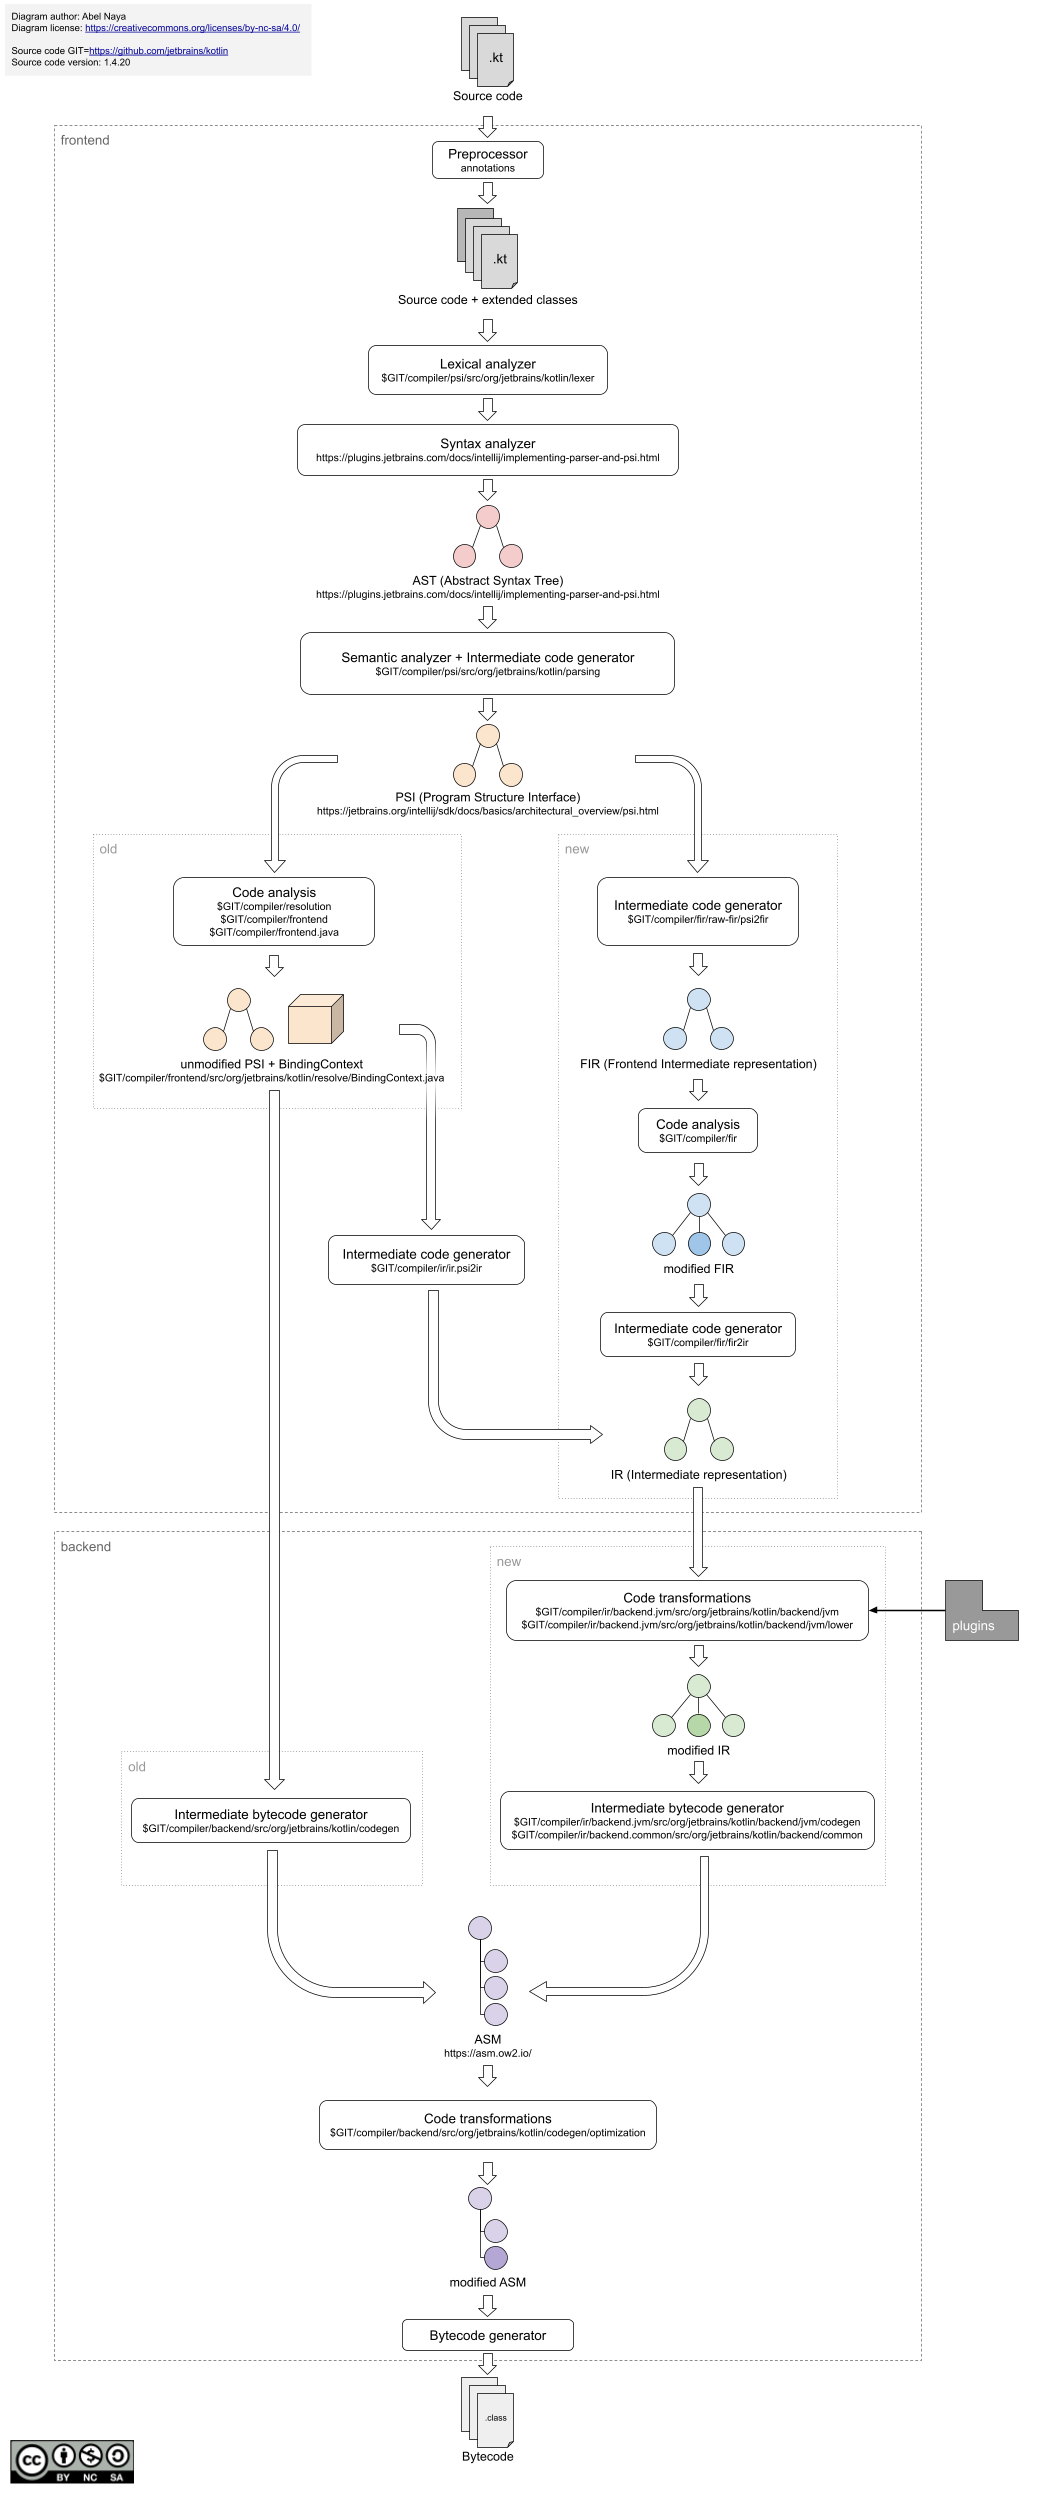 Diagram author: Abel Naya
Diagram license: https://creativecommons.org/licenses/by-nc-sa/4.0/
Source code GIT=https://github.com/jetbrains/kotlin
Source code version: 1.4.20
.kt
Source code
frontend
Preprocessor
annotations
.kt
Source code + extended classes
Lexical analyzer
$GIT/compiler/psi/src/org/jetbrains/kotlin/lexer
Syntax analyzer
https://plugins.jetbrains.com/docs/intellij/implementing-parser-and-psi.html
AST (Abstract Syntax Tree)
https://plugins.jetbrains.com/docs/intellij/implementing-parser-and-psi.html
Semantic analyzer + Intermediate code generator
$GIT/compiler/psi/src/org/jetbrains/kotlin/parsing
PSI (Program Structure Interface)
https://jetbrains.org/intellij/sdk/docs/basics/architectural_overview/psi.html
old
Code analysis
$GIT/compiler/resolution
$GIT/compiler/frontend
$GIT/compiler/frontend.java
unmodified PSI + BindingContext
$GIT/compiler/frontend/src/org/jetbrains/kotlin/resolve/BindingContext.java
Intermediate code generator
$GIT/compiler/ir/ir.psi2ir
new
Intermediate code generator
$GIT/compiler/fir/raw-fir/psi2fir
FIR (Frontend Intermediate representation)
Code analysis
$GIT/compiler/fir
modified FIR
Intermediate code generator
$GIT/compiler/fir/fir2ir
IR (Intermediate representation)
backend
new
Code transformations
$GIT/compiler/ir/backend.jvm/src/org/jetbrains/kotlin/backend/jvm
$GIT/compiler/ir/backend.jvm/src/org/jetbrains/kotlin/backend/jvm/lower
plugins
modified IR
Intermediate bytecode generator
$GIT/compiler/ir/backend.jvm/src/org/jetbrains/kotlin/backend/jvm/codegen
$GIT/compiler/ir/backend.common/src/org/jetbrains/kotlin/backend/common
old
Intermediate bytecode generator
$GIT/compiler/backend/src/org/jetbrains/kotlin/codegen
ASM
https://asm.ow2.io/
Code transformations
$GIT/compiler/backend/src/org/jetbrains/kotlin/codegen/optimization
modified ASM
Bytecode generator
.class
Bytecode
cc
BY NC SA